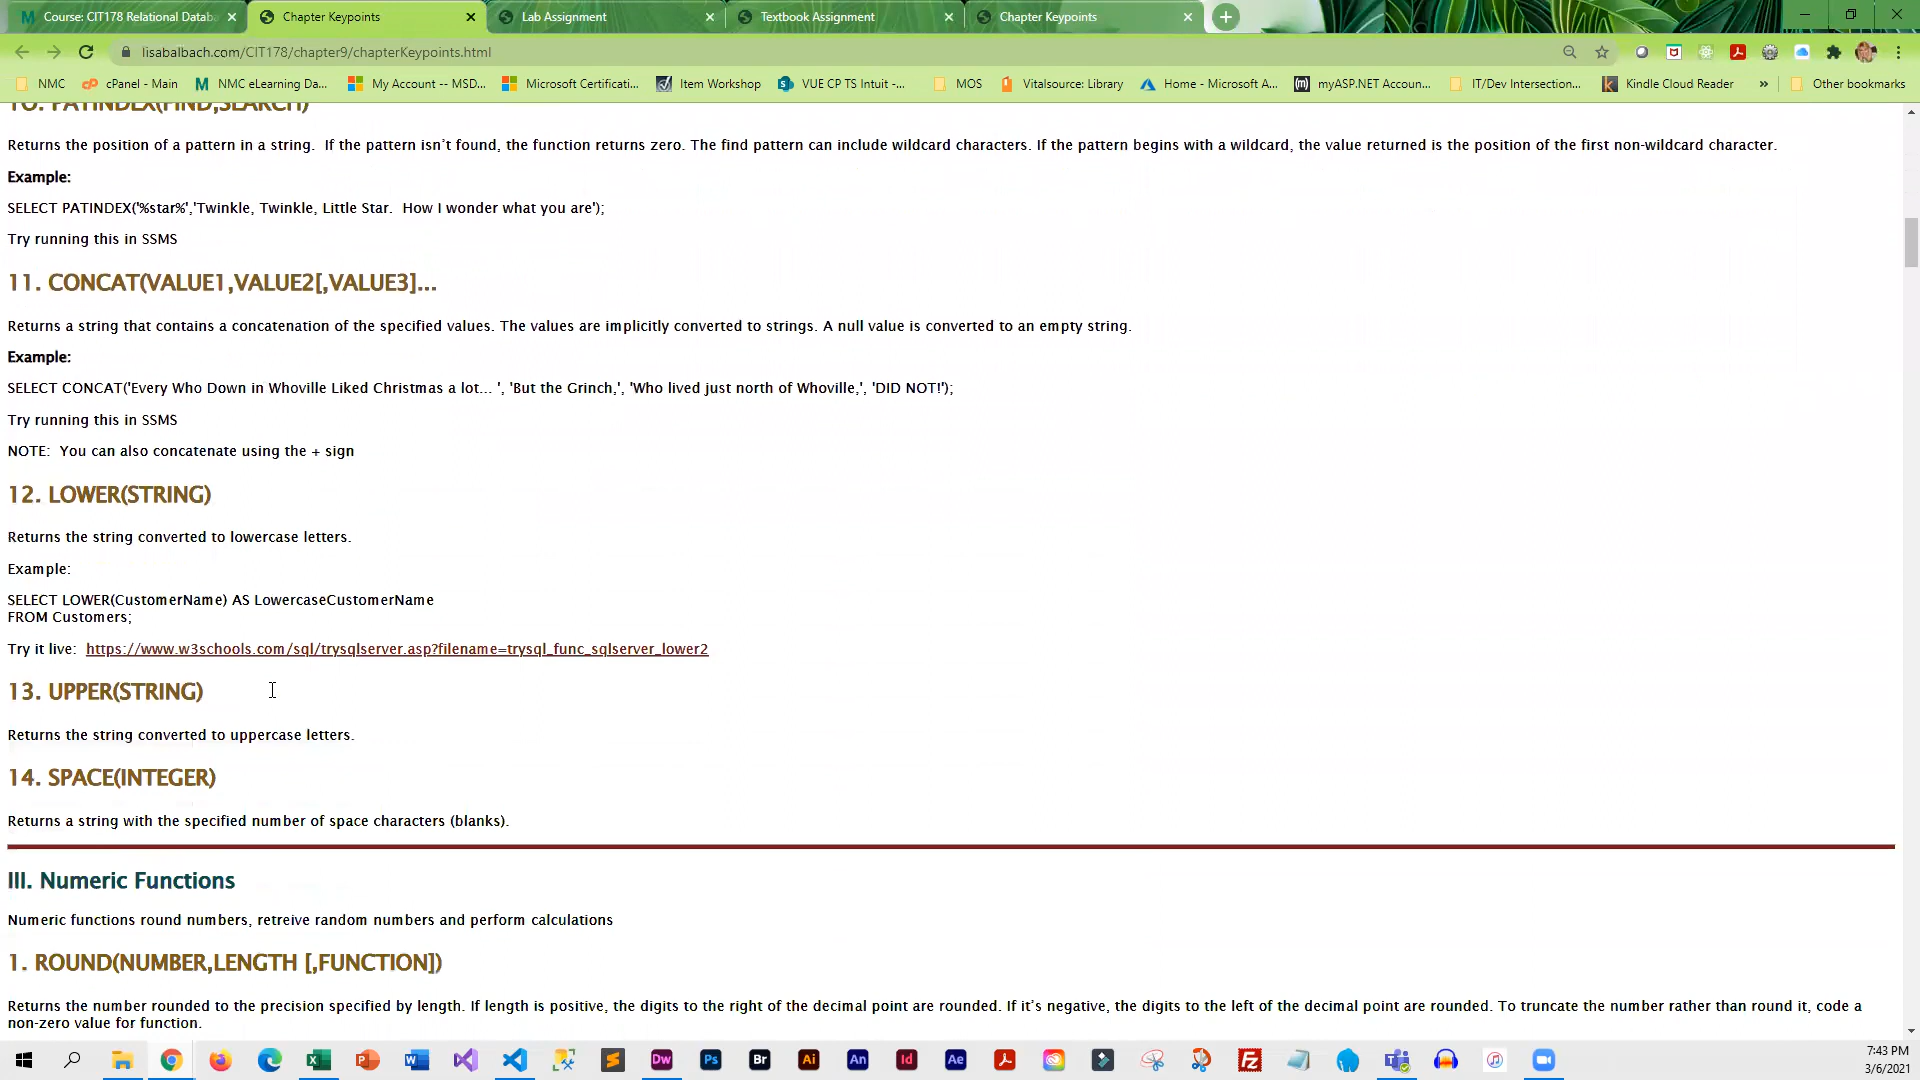 Course: CIT178 Relational Databa
Chapter Keypoints
Lab Assignment
Textbook Assignment
Chapter Keypoints
lisabalbach.com/CIT178/chapter9/chapterKeypoints.html
NMC
cPanel - Main
NMC eLearning Da...
My Account -- MSD...
Microsoft Certificati...
Item Workshop
VUE CP TS Intuit -...
MOS
Vitalsource: Library
Home - Microsoft A...
myASP.NET Accoun...
IT/Dev Intersection...
Kindle Cloud Reader
»
Other bookmarks
10. PATINDEX(FIND,SEARCH)
Returns the position of a pattern in a string.  If the pattern isn't found, the function returns zero. The find pattern can include wildcard characters. If the pattern begins with a wildcard, the value returned is the position of the first non-wildcard character.
Example:
SELECT PATINDEX('%star%','Twinkle, Twinkle, Little Star.  How I wonder what you are');
Try running this in SSMS
11. CONCAT(VALUE1,VALUE2[,VALUE3]...
Returns a string that contains a concatenation of the specified values. The values are implicitly converted to strings. A null value is converted to an empty string.
Example:
SELECT CONCAT('Every Who Down in Whoville Liked Christmas a lot... ', 'But the Grinch,', 'Who lived just north of Whoville,', 'DID NOT!');
Try running this in SSMS
NOTE:  You can also concatenate using the + sign
12. LOWER(STRING)
Returns the string converted to lowercase letters.
Example:
SELECT LOWER(CustomerName) AS LowercaseCustomerName
FROM Customers;
Try it live:  https://www.w3schools.com/sql/trysqlserver.asp?filename=trysql_func_sqlserver_lower2
13. UPPER(STRING)
Returns the string converted to uppercase letters.
14. SPACE(INTEGER)
Returns a string with the specified number of space characters (blanks).
III. Numeric Functions
Numeric functions round numbers, retreive random numbers and perform calculations
1. ROUND(NUMBER,LENGTH [,FUNCTION])
Returns the number rounded to the precision specified by length. If length is positive, the digits to the right of the decimal point are rounded. If it's negative, the digits to the left of the decimal point are rounded. To truncate the number rather than round it, code a
non-zero value for function.
7:43 PM
3/6/2021